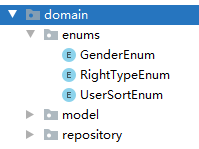 domain
enums
E GenderEnum
E RightTypeEnum
E UserSortEnum
model
repository